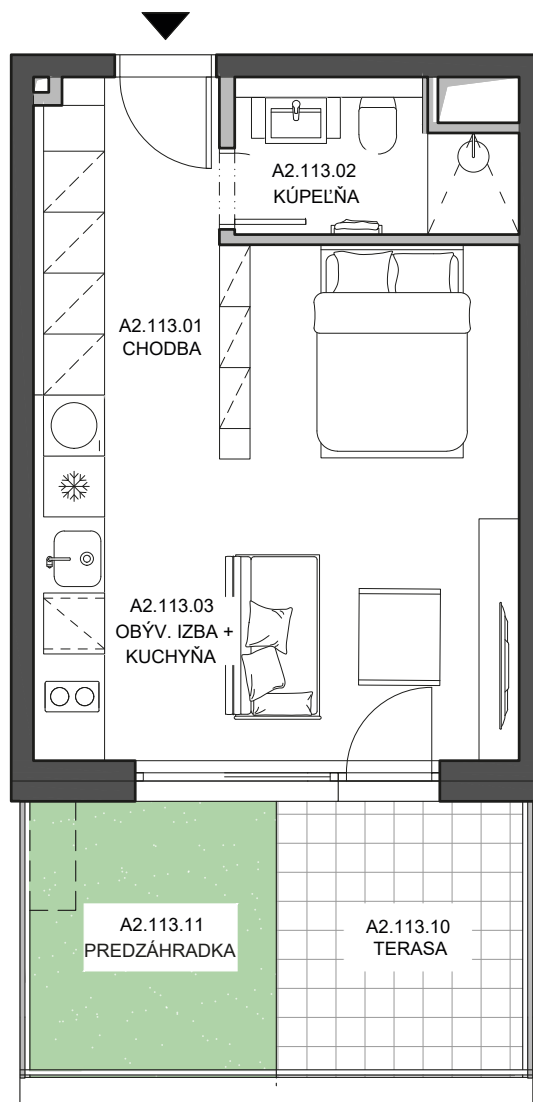 A2.113.02
KÚPEĽŇA
A2.113.01
CHODBA
A2.113.03
OBÝV. IZBA +
KUCHYŇA
A2.113.11
PREDZÁHRADKA
A2.113.10
TERASA